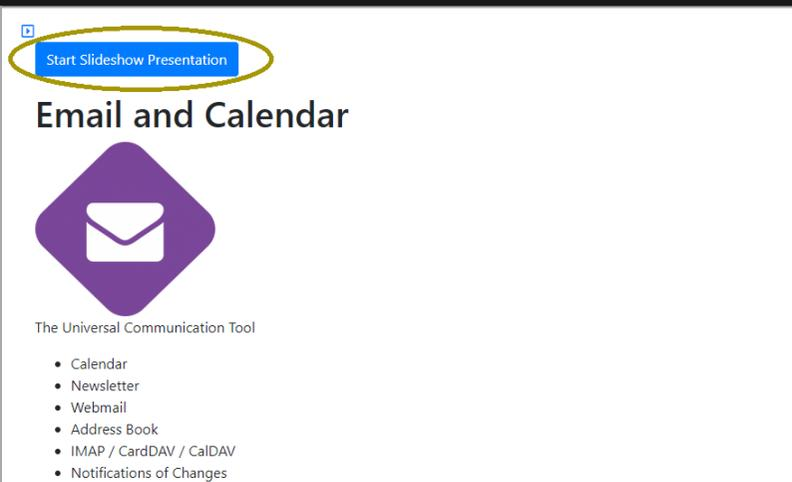 Start Slideshow Presentation
Email and Calendar
The Universal Communication Tool
Calendar
Newsletter
Webmail
Address Book
IMAP / CardDAV / CalDAV
Notifications of Changes